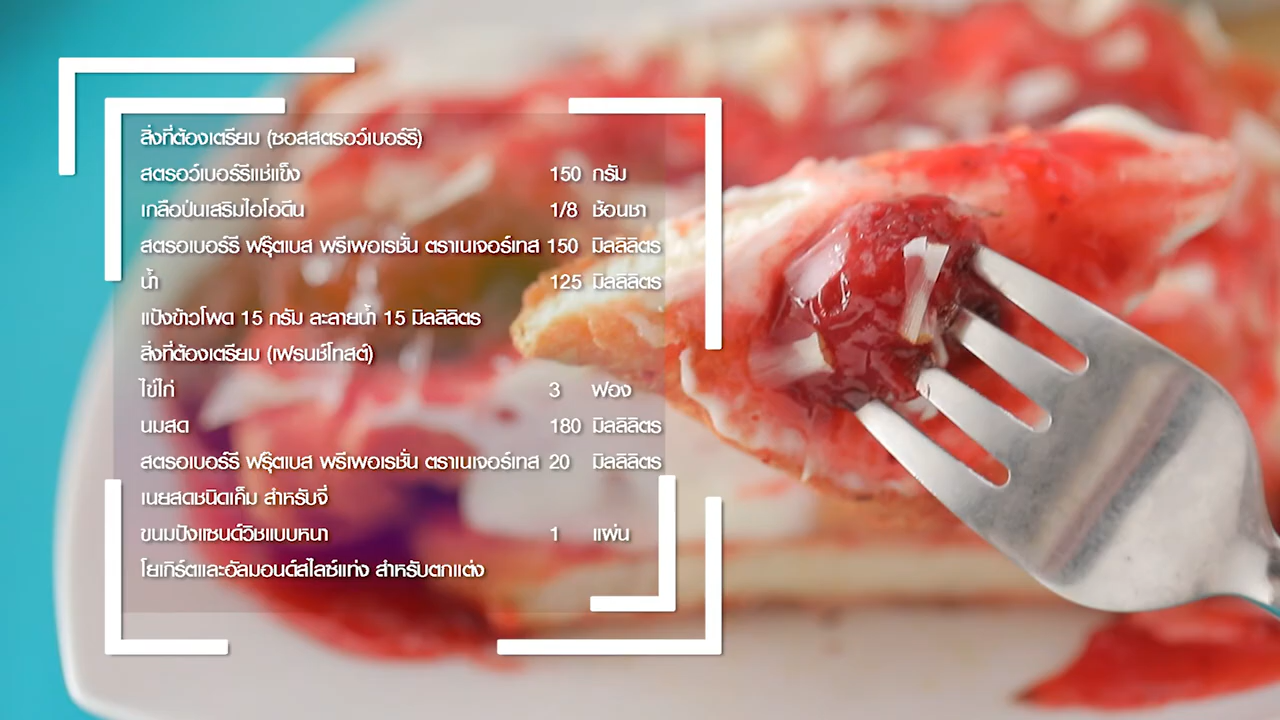 สิ่งที่ต้องเตรียม (ซอสสตรอว์เบอร์รี)
สตรอว์เบอร์รีแช่แข็ง 150 กรัม
เกลือป่นเสริมไอโอดีน 1/8 ช้อนชา
สตรอเบอร์รี ฟรุ๊ตเบส พรีเพอเรชั่น ตราเนเจอร์เทส 150 มิลลิลิตร
น้ำ 125 มิลลิลิตร
แป้งข้าวโพด 15 กรัม ละลายน้ำ 15 มิลลิลิตร
สิ่งที่ต้องเตรียม (เฟรนช์โทสต์)
ไข่ไก่ 3 ฟอง
นมสด 180 มิลลิลิตร
สตรอเบอร์รี ฟรุ๊ตเบส พรีเพอเรชั่น ตราเนเจอร์เทส 20 มิลลิลิตร
เนยสดชนิดเค็ม สำหรับจี่
ขนมปังแซนด์วิชแบบหนา 1 แผ่น
โยเกิร์ตและอัลมอนด์สไลซ์แท่ง สำหรับตกแต่ง